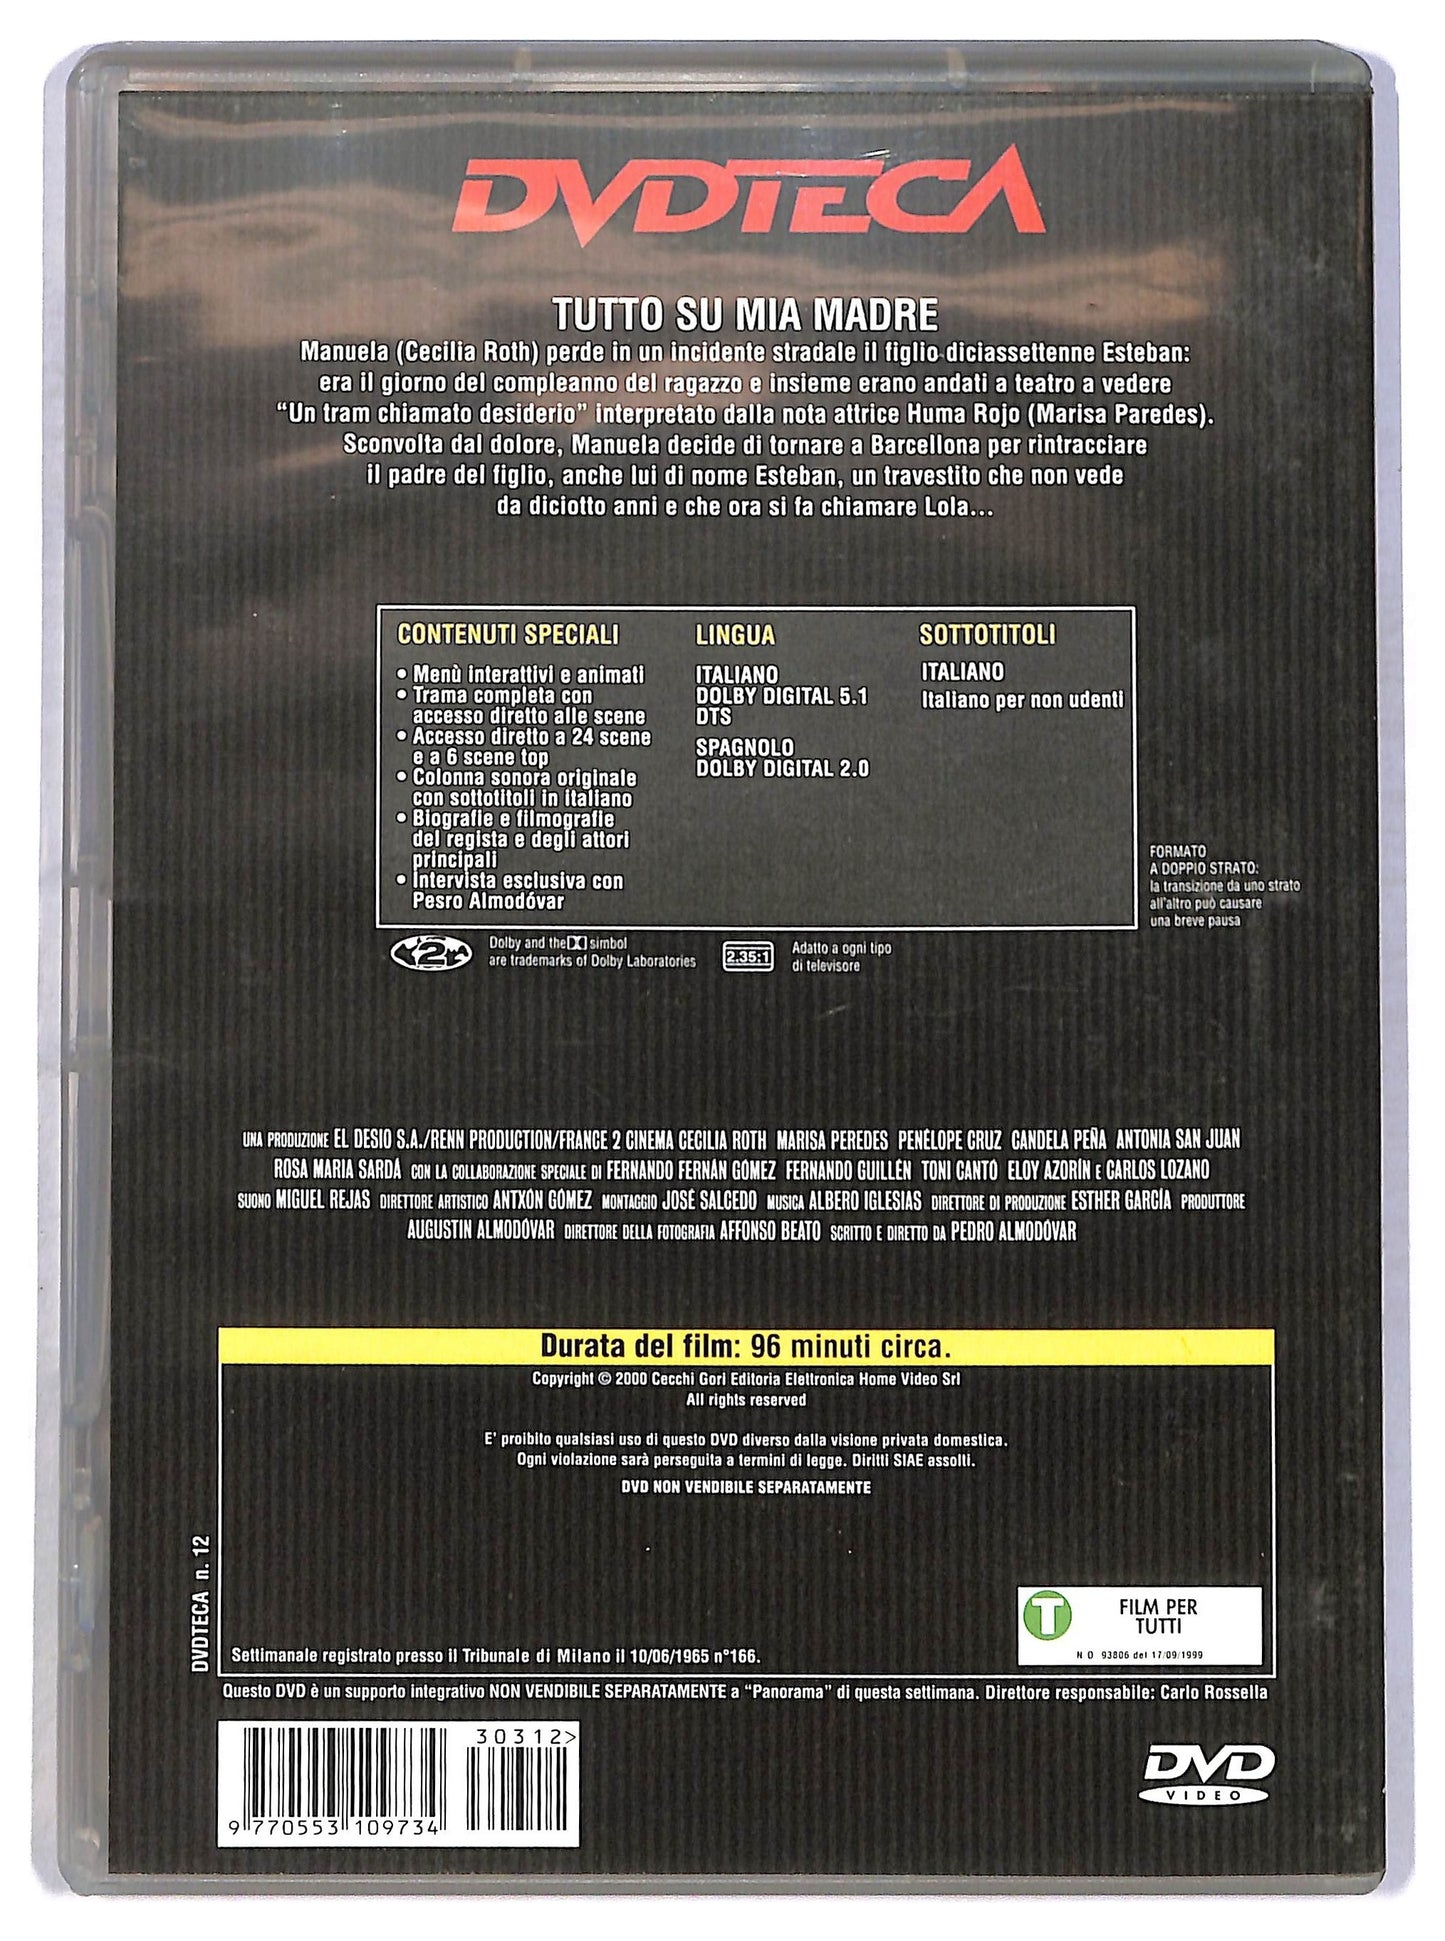 DVDTECA
TUTTO SU MIA MADRE
Manuela (Cecilia Roth) perde in un incidente stradale il figlio diciassettenne Esteban:
era il giorno del compleanno del ragazzo e insieme erano andati a teatro a vedere
“Un tram chiamato desiderio” interpretato dalla nota attrice Huma Rojo (Marisa Paredes).
Sconvolta dal dolore, Manuela decide di tornare a Barcellona per rintracciare
il padre del figlio, anche lui di nome Esteban, un travestito che non vede
da diciotto anni e che ora si fa chiamare Lola...
CONTENUTI SPECIALI
• Menù interattivi e animati
• Trama completa con
accesso diretto alle scene
• Accesso diretto a 24 scene
e a 6 scene top
• Colonna sonora originale
con sottotitoli in italiano
• Biografie e filmografie
del regista e degli attori
principali
• Intervista esclusiva con
Pesro Almodóvar
LINGUA
ITALIANO
DOLBY DIGITAL 5.1
DTS
SPAGNOLO
DOLBY DIGITAL 2.0
SOTTOTITOLI
ITALIANO
Italiano per non udenti
FORMATO
A DOPPIO STRATO:
la transizione da uno strato
all'altro può causare
una breve pausa
2
Dolby and the simbol
are trademarks of Dolby Laboratories
2.35:1
Adatto a ogni tipo
di televisore
UNA PRODUZIONE EL DESIO S.A./RENN PRODUCTION/FRANCE 2 CINEMA CECILIA ROTH MARISA PEREDES PENÉLOPE CRUZ CANDELA PEÑA ANTONIA SAN JUAN
ROSA MARIA SARDÁ CON LA COLLABORAZIONE SPECIALE DI FERNANDO FERNÁN GÓMEZ FERNANDO GUILLÉN TONI CANTÓ ELOY AZORÍN E CARLOS LOZANO
SUONO MIGUEL REJAS DIRETTORE ARTISTICO ANTXÓN GÓMEZ MONTAGGIO JOSÉ SALCEDO MUSICA ALBERO IGLESIAS DIRETTORE DI PRODUZIONE ESTHER GARCÍA PRODUTTORE
AUGUSTIN ALMODÓVAR DIRETTORE DELLA FOTOGRAFIA AFFONSO BEATO SCRITTO E DIRETTO DA PEDRO ALMODÓVAR
Durata del film: 96 minuti circa.
Copyright © 2000 Cecchi Gori Editoria Elettronica Home Video Srl
All rights reserved
E' proibito qualsiasi uso di questo DVD diverso dalla visione privata domestica.
Ogni violazione sarà perseguita a termini di legge. Diritti SIAE assolti.
DVD NON VENDIBILE SEPARATAMENTE
DVDTECA n. 12
T
FILM PER
TUTTI
N O 93806 del 17/09/1999
Settimanale registrato presso il Tribunale di Milano il 10/06/1965 n°166.
Questo DVD è un supporto integrativo NON VENDIBILE SEPARATAMENTE a “Panorama” di questa settimana. Direttore responsabile: Carlo Rossella
30312>
9 770553 109734
DVD
VIDEO